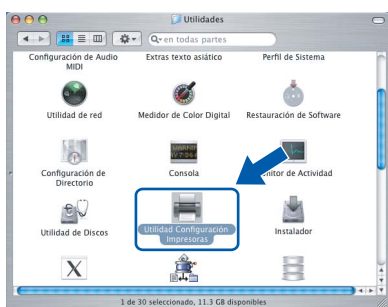 Utilidades
en todas partes
Configuración de Audio MIDI
Extras texto asiático
Perfil de Sistema
Utilidad de red
Medidor de Color Digital
Restauración de Software
Configuración de Directorio
Consola
nitor de Actividad
Utilidad de Discos
Utilidad Configuración Impresoras
Instalador
1 de 30 seleccionado, 11.3 GB disponibles